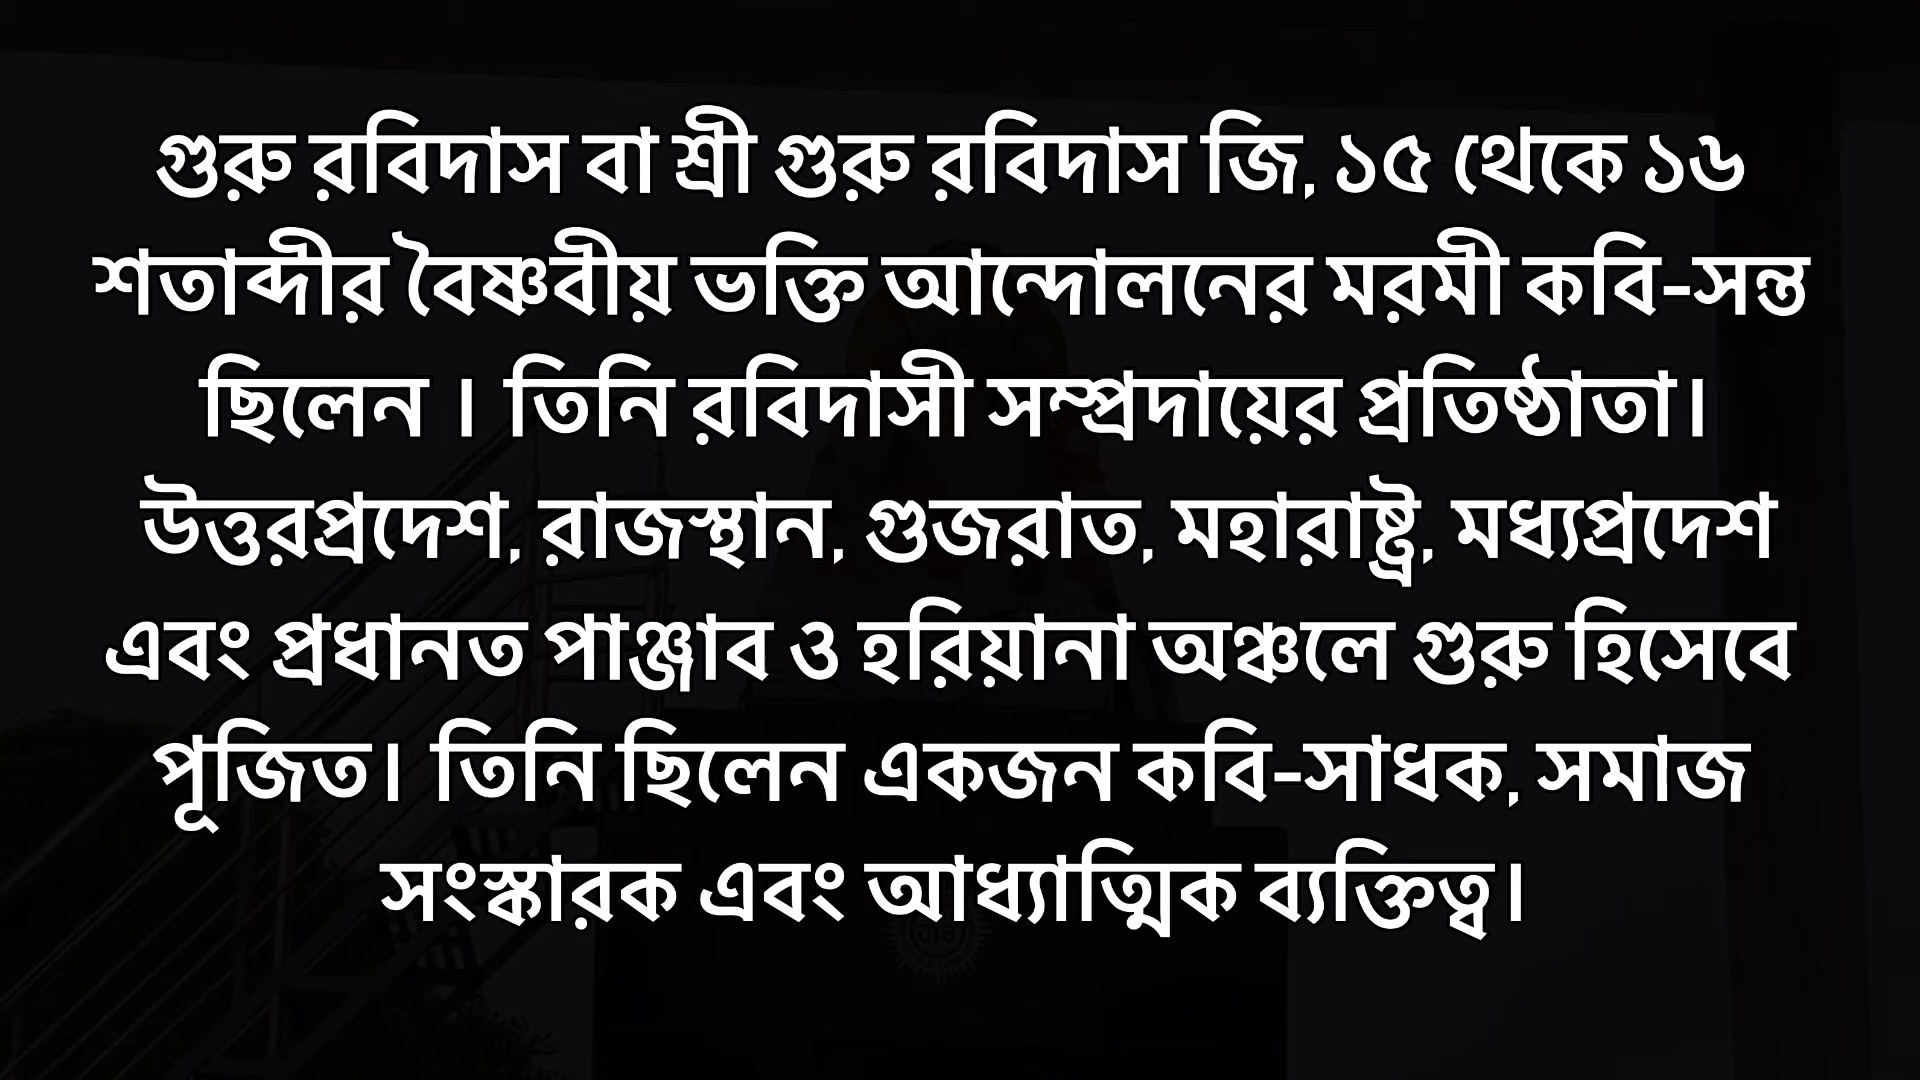 গুরু রবিদাস বা শ্রী গুরু রবিদাস জি, ১৫ থেকে ১৬
শতাব্দীর বৈষ্ণবীয় ভক্তি আন্দোলনের মরমী কবি-সন্ত
ছিলেন । তিনি রবিদাসী সম্প্রদায়ের প্রতিষ্ঠাতা।
উত্তরপ্রদেশ, রাজস্থান, গুজরাত, মহারাষ্ট্র, মধ্যপ্রদেশ
এবং প্রধানত পাঞ্জাব ও হরিয়ানা অঞ্চলে গুরু হিসেবে
পূজিত। তিনি ছিলেন একজন কবি-সাধক, সমাজ
সংস্কারক এবং আধ্যাত্মিক ব্যক্তিত্ব।